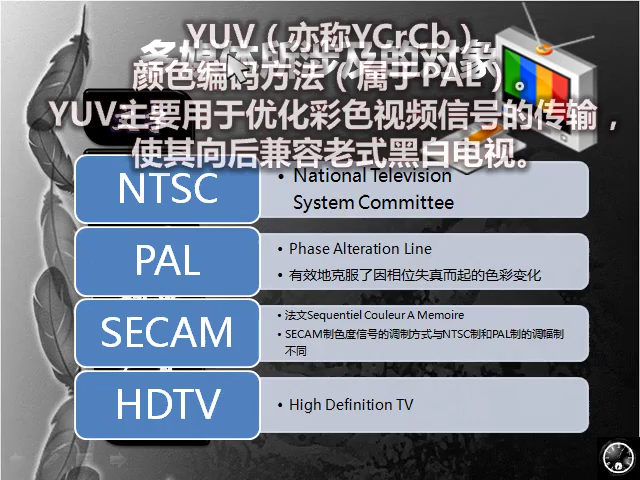 YUV（亦称YCrCb）
颜色编码方法（属于PAL）。
YUV主要用于优化彩色视频信号的传输，
使其向后兼容老式黑白电视。
NTSC
• National Television
System Committee
PAL
• Phase Alteration Line
• 有效地克服了因相位失真而起的色彩变化
SECAM
• 法文Sequentiel Couleur A Memoire
• SECAM制色度信号的调制方式与NTSC制和PAL制的调幅制
不同
HDTV
• High Definition TV